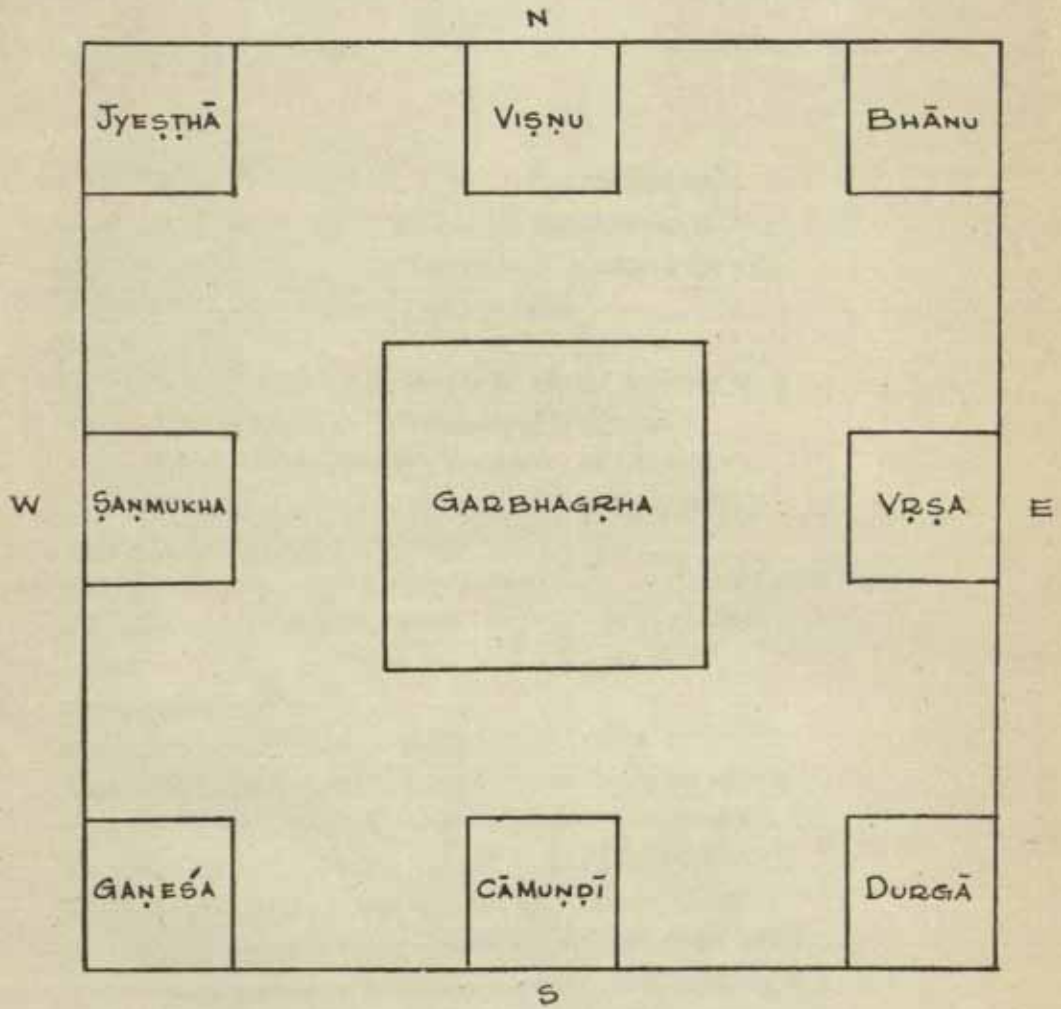 N
JYEṢṬHĀ VIṢṆU BHĀNU
W ṢAṆMUKHA GARBHAGṚHA VṚṢA E
GAṆEŚA CĀMUṆḌĪ DURGĀ
S